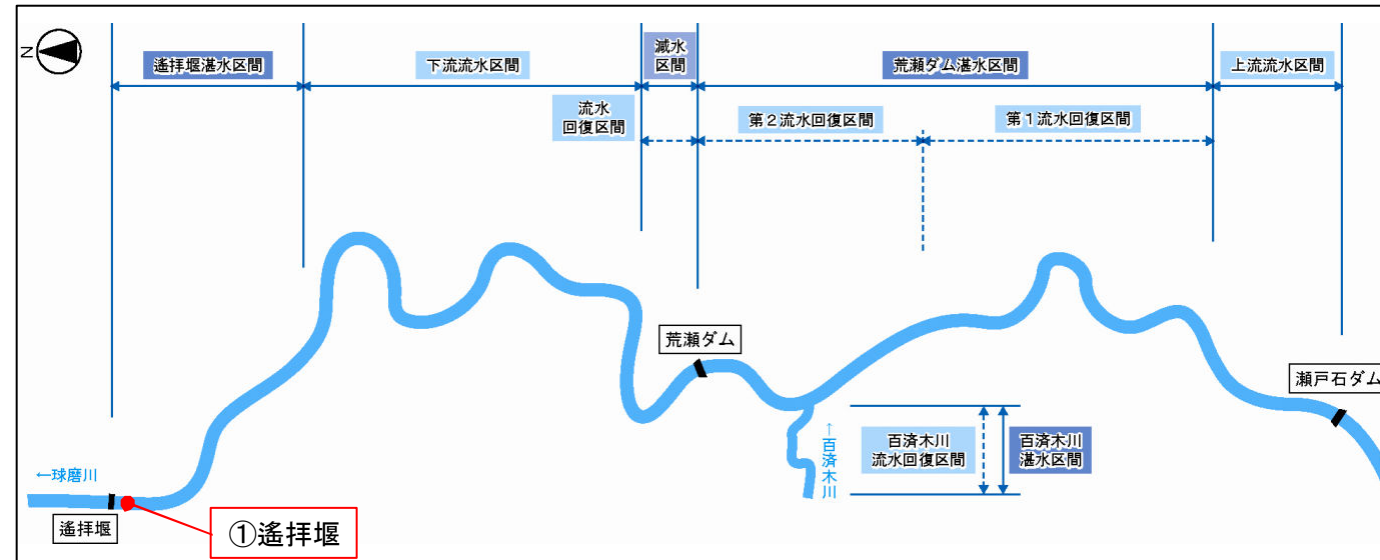 N
遙拝堰湛水区間
下流流水区間
減水
区間
荒瀬ダム湛水区間
上流流水区間
流水
回復区間
第2流水回復区間
第1流水回復区間
荒瀬ダム
瀬戸石ダム
←百済木川
百済木川
流水回復区間
百済木川
湛水区間
←球磨川
遙拝堰
①遙拝堰